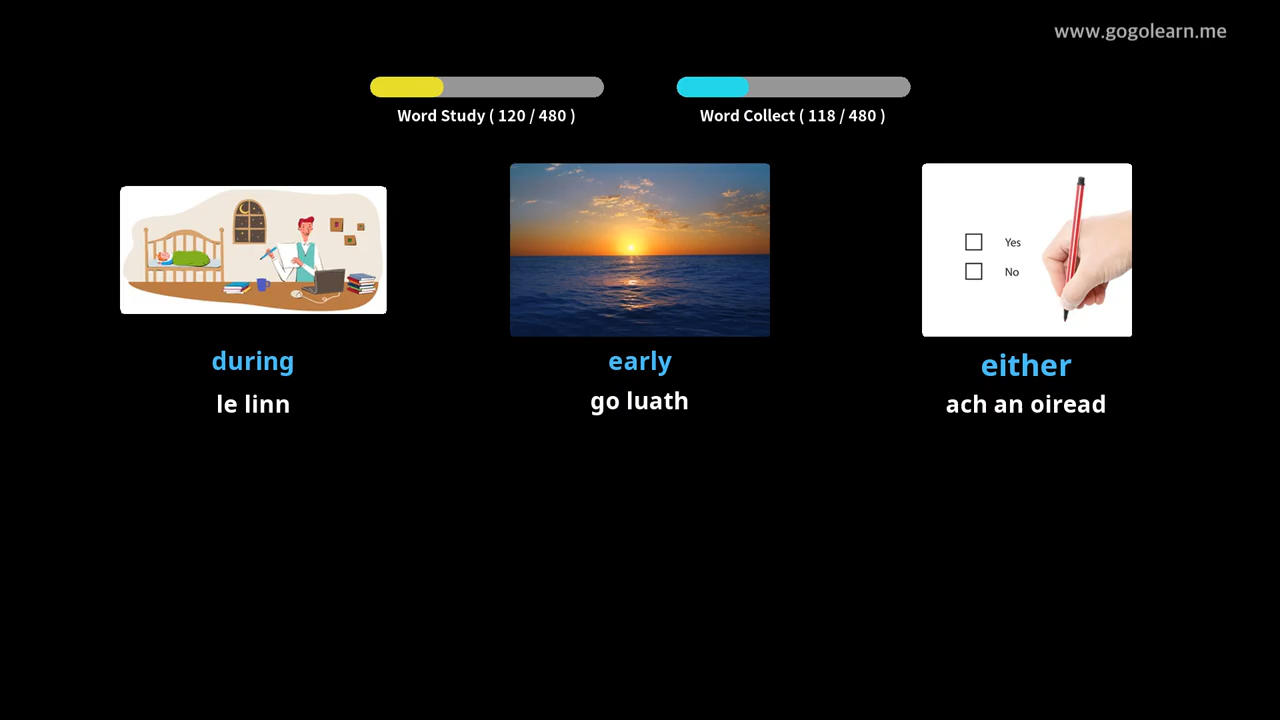 www.gogolearn.me
Word Study ( 120 / 480 )
Word Collect ( 118 / 480 )
Yes
No
during
early
either
le linn
go luath
ach an oiread